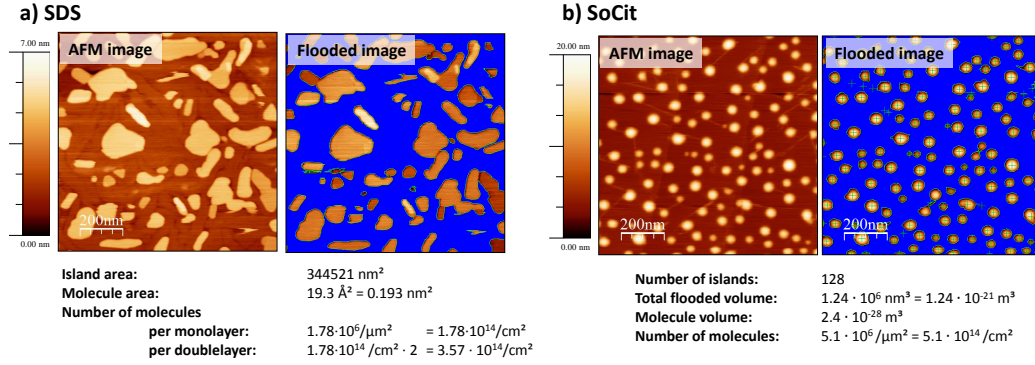 a) SDS
7.00 nm
0.00 nm
AFM image
200nm
Flooded image
Island area: 344521 nm²
Molecule area: 19.3 Å² = 0.193 nm²
Number of molecules
per monolayer: 1.78·10⁶/µm² = 1.78·10¹⁴/cm²
per doublelayer: 1.78·10¹⁴ /cm² · 2 = 3.57 · 10¹⁴/cm²
b) SoCit
20.00 nm
0.00 nm
AFM image
200nm
Flooded image
Number of islands: 128
Total flooded volume: 1.24 · 10⁶ nm³ = 1.24 · 10⁻²¹ m³
Molecule volume: 2.4 · 10⁻²⁸ m³
Number of molecules: 5.1 · 10⁶/µm² = 5.1 · 10¹⁴/cm²